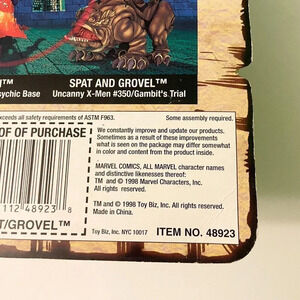 N™ SPAT AND GROVEL™
sychic Base Uncanny X-Men #350/Gambit's Trial
xceeds all safety requirements of ASTM F963. Some assembly required.
OF OF PURCHASE
We constantly improve and update our products.
Sometimes as a result of these improvements
what is seen on the package may differ somewhat
in color and content from the product inside.
MARVEL COMICS, ALL MARVEL character names
and distinctive likenesses thereof:
TM and © 1998 Marvel Characters, Inc.
All rights reserved.
TM and © 1998 Toy Biz, Inc. All rights reserved.
Made in China.
112 48923 8
T/GROVEL™
Toy Biz, Inc. NYC 10017 ITEM NO. 48923